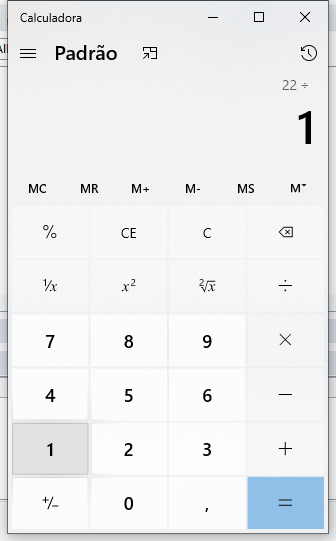 Calculadora
Padrão
22 ÷
1
MC MR M+ M- MS M˅
% CE C
¹/x x² ²√x ÷
7 8 9 ×
4 5 6 −
1 2 3 +
+/− 0 , =